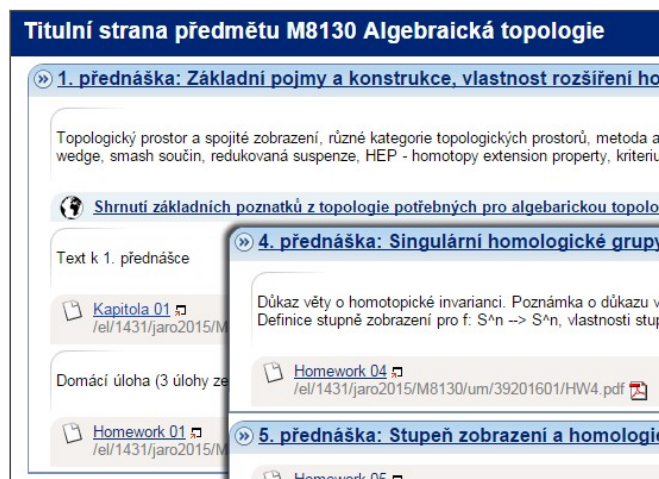 Titulní strana předmětu M8130 Algebraická topologie
1. přednáška: Základní pojmy a konstrukce, vlastnost rozšíření ho
Topologický prostor a spojité zobrazení, různé kategorie topologických prostorů, metoda a
wedge, smash součin, redukovaná suspenze, HEP - homotopy extension property, kriteriu
Shrnutí základních poznatků z topologie potřebných pro algebarickou topolo
Text k 1. přednášce
Kapitola 01
/el/1431/jaro2015/M
Domácí úloha (3 úlohy ze
Homework 01
/el/1431/jaro2015/M
4. přednáška: Singulární homologické grupy
Důkaz věty o homotopické invarianci. Poznámka o důkazu v
Definice stupně zobrazení pro f: S^n --> S^n, vlastnosti stup
Homework 04
/el/1431/jaro2015/M8130/um/39201601/HW4.pdf
5. přednáška: Stupeň zobrazení a homologie
Homework 05